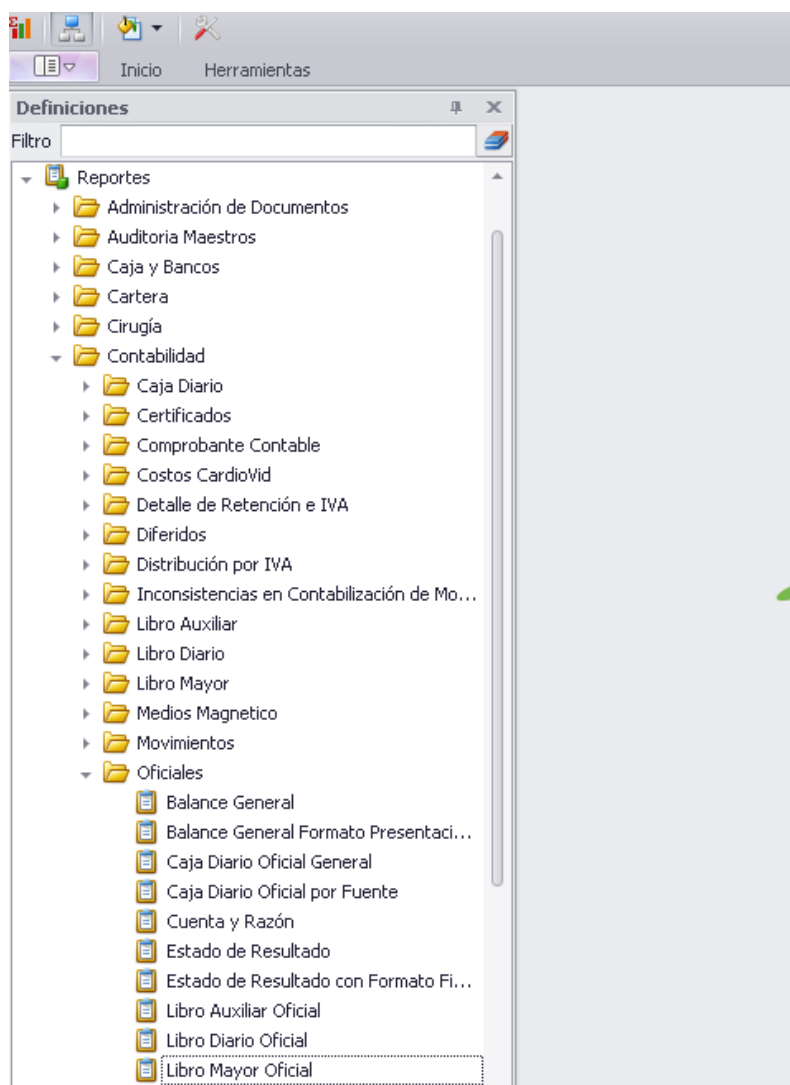 Inicio Herramientas
Definiciones
Filtro
Reportes
Administración de Documentos
Auditoria Maestros
Caja y Bancos
Cartera
Cirugía
Contabilidad
Caja Diario
Certificados
Comprobante Contable
Costos CardioVid
Detalle de Retención e IVA
Diferidos
Distribución por IVA
Inconsistencias en Contabilización de Mo...
Libro Auxiliar
Libro Diario
Libro Mayor
Medios Magnetico
Movimientos
Oficiales
Balance General
Balance General Formato Presentaci...
Caja Diario Oficial General
Caja Diario Oficial por Fuente
Cuenta y Razón
Estado de Resultado
Estado de Resultado con Formato Fi...
Libro Auxiliar Oficial
Libro Diario Oficial
Libro Mayor Oficial